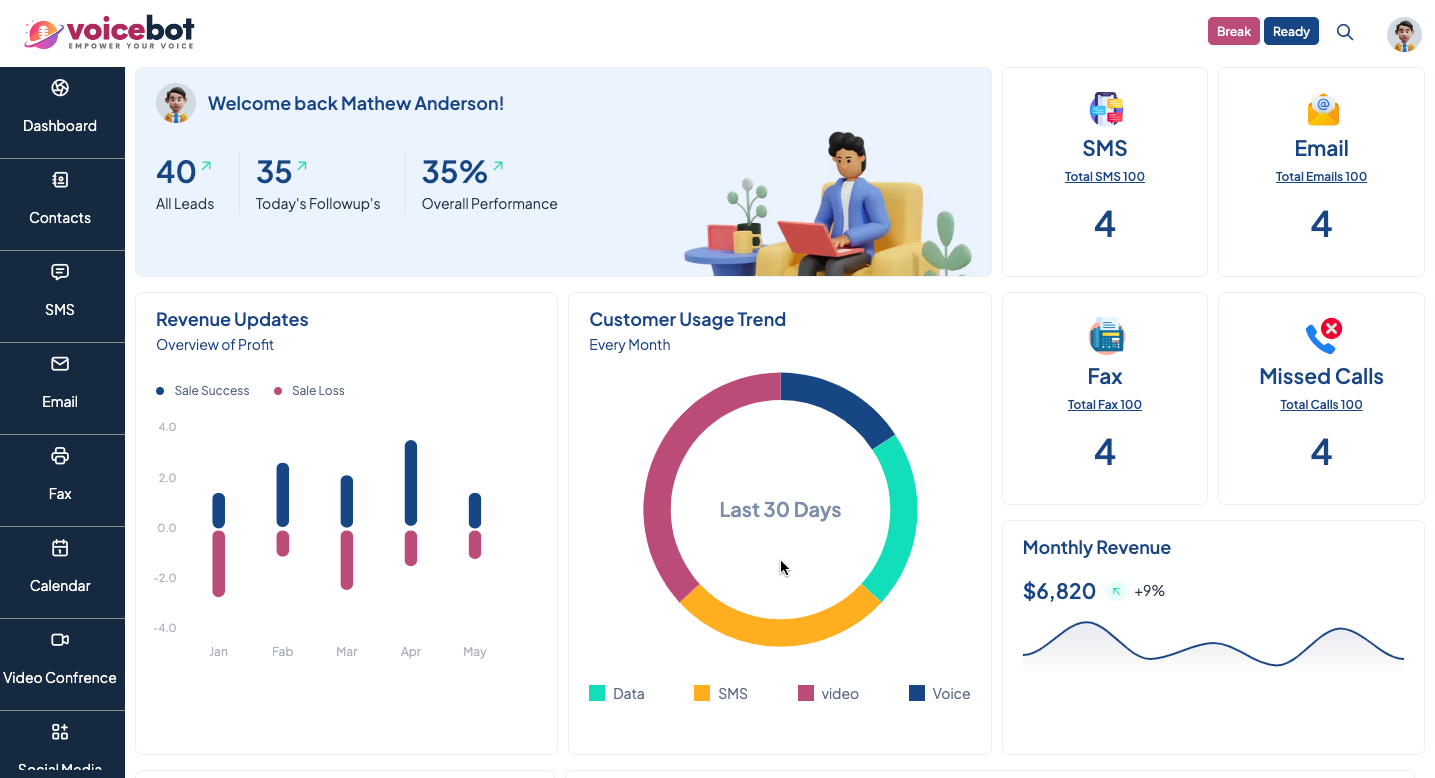 voicebot
EMPOWER YOUR VOICE
Break
Ready
Dashboard
Contacts
SMS
Email
Fax
Calendar
Video Confrence
Social Media
Welcome back Mathew Anderson!
40
All Leads
35
Today's Followup's
35%
Overall Performance
SMS
Total SMS 100
4
@
Email
Total Emails 100
4
Revenue Updates
Overview of Profit
Sale Success
Sale Loss
4.0
2.0
0.0
-2.0
-4.0
Jan
Fab
Mar
Apr
May
Customer Usage Trend
Every Month
Last 30 Days
Data
SMS
video
Voice
Fax
Total Fax 100
4
Missed Calls
Total Calls 100
4
Monthly Revenue
$6,820
+9%